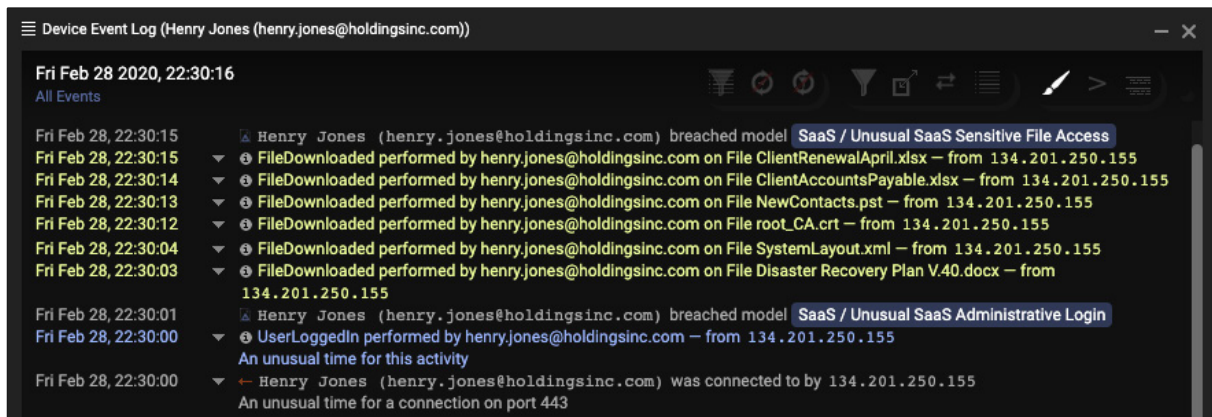 Device Event Log (Henry Jones (henry.jones@holdingsinc.com))
Fri Feb 28 2020, 22:30:16
All Events
Fri Feb 28, 22:30:15 Henry Jones (henry.jones@holdingsinc.com) breached model SaaS / Unusual SaaS Sensitive File Access
Fri Feb 28, 22:30:15 FileDownloaded performed by henry.jones@holdingsinc.com on File ClientRenewalApril.xlsx — from 134.201.250.155
Fri Feb 28, 22:30:14 FileDownloaded performed by henry.jones@holdingsinc.com on File ClientAccountsPayable.xlsx — from 134.201.250.155
Fri Feb 28, 22:30:13 FileDownloaded performed by henry.jones@holdingsinc.com on File NewContacts.pst — from 134.201.250.155
Fri Feb 28, 22:30:12 FileDownloaded performed by henry.jones@holdingsinc.com on File root_CA.crt — from 134.201.250.155
Fri Feb 28, 22:30:04 FileDownloaded performed by henry.jones@holdingsinc.com on File SystemLayout.xml — from 134.201.250.155
Fri Feb 28, 22:30:03 FileDownloaded performed by henry.jones@holdingsinc.com on File Disaster Recovery Plan V.40.docx — from
134.201.250.155
Fri Feb 28, 22:30:01 Henry Jones (henry.jones@holdingsinc.com) breached model SaaS / Unusual SaaS Administrative Login
Fri Feb 28, 22:30:00 UserLoggedIn performed by henry.jones@holdingsinc.com — from 134.201.250.155
An unusual time for this activity
Fri Feb 28, 22:30:00 ← Henry Jones (henry.jones@holdingsinc.com) was connected to by 134.201.250.155
An unusual time for a connection on port 443